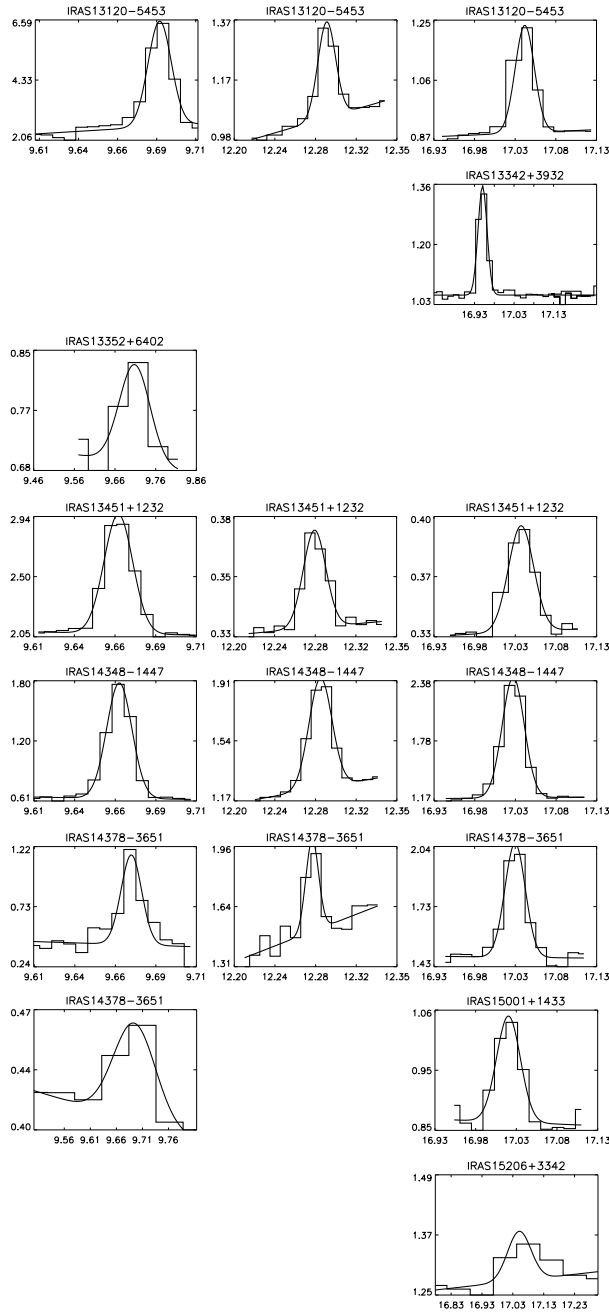 IRAS13120−5453 IRAS13120−5453 IRAS13120−5453
6.59 1.37 1.25
4.33 1.17 1.06
2.06 0.98 0.87
9.61 9.64 9.66 9.69 9.71 12.20 12.24 12.28 12.32 12.35 16.93 16.98 17.03 17.08 17.13
IRAS13342+3932
1.36
1.20
1.03
16.93 17.03 17.13
IRAS13352+6402
0.85
0.77
0.68
9.46 9.56 9.66 9.76 9.86
IRAS13451+1232 IRAS13451+1232 IRAS13451+1232
2.94 0.38 0.40
2.50 0.35 0.37
2.05 0.33 0.33
9.61 9.64 9.66 9.69 9.71 12.20 12.24 12.28 12.32 12.35 16.93 16.98 17.03 17.08 17.13
IRAS14348−1447 IRAS14348−1447 IRAS14348−1447
1.80 1.91 2.38
1.20 1.54 1.78
0.61 1.17 1.17
9.61 9.64 9.66 9.69 9.71 12.20 12.24 12.28 12.32 12.35 16.93 16.98 17.03 17.08 17.13
IRAS14378−3651 IRAS14378−3651 IRAS14378−3651
1.22 1.96 2.04
0.73 1.64 1.73
0.24 1.31 1.43
9.61 9.64 9.66 9.69 9.71 12.20 12.24 12.28 12.32 12.35 16.93 16.98 17.03 17.08 17.13
IRAS14378−3651 IRAS15001+1433
0.47 1.06
0.44 0.95
0.40 0.85
9.56 9.61 9.66 9.71 9.76 16.93 16.98 17.03 17.08 17.13
IRAS15206+3342
1.49
1.37
1.25
16.83 16.93 17.03 17.13 17.23